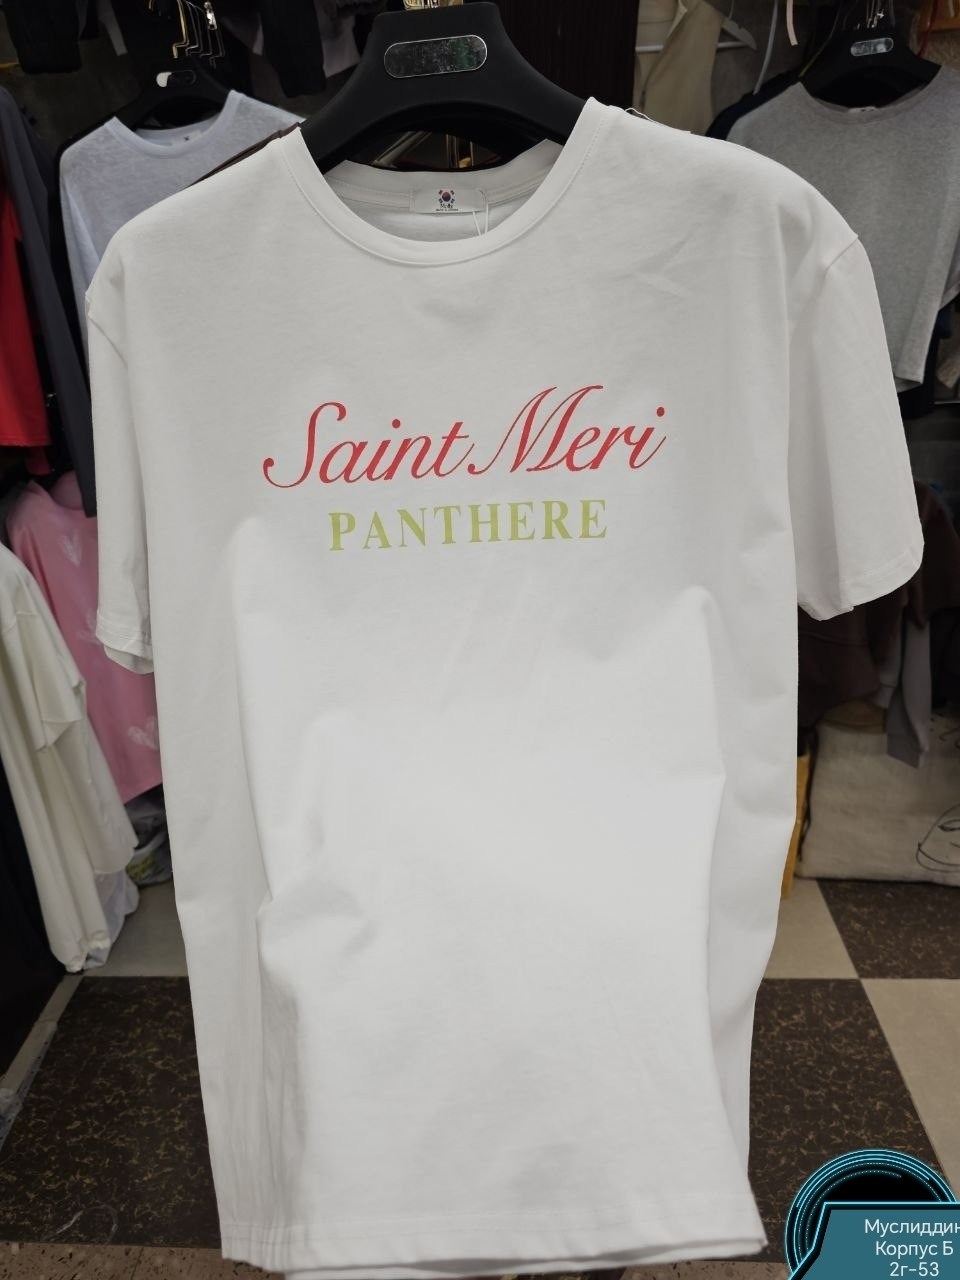 Saint Meri
PANTHERE
Муслиддин
Корпус Б
2г-53